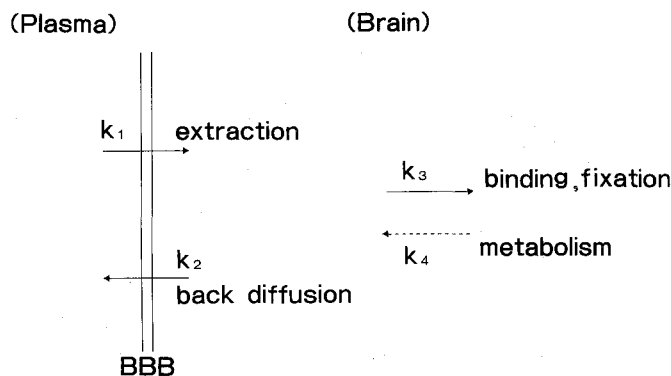 (Plasma) (Brain)
k₁ extraction
k₃ binding,fixation
k₄ metabolism
k₂ back diffusion
BBB